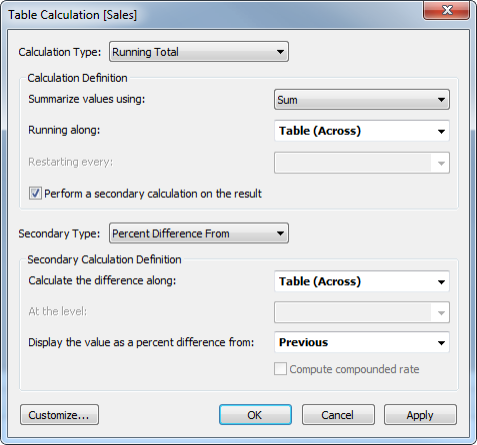 Table Calculation [Sales]
Calculation Type: Running Total
Calculation Definition
Summarize values using: Sum
Running along: Table (Across)
Restarting every:
Perform a secondary calculation on the result
Secondary Type: Percent Difference From
Secondary Calculation Definition
Calculate the difference along: Table (Across)
At the level:
Display the value as a percent difference from: Previous
Compute compounded rate
Customize... OK Cancel Apply